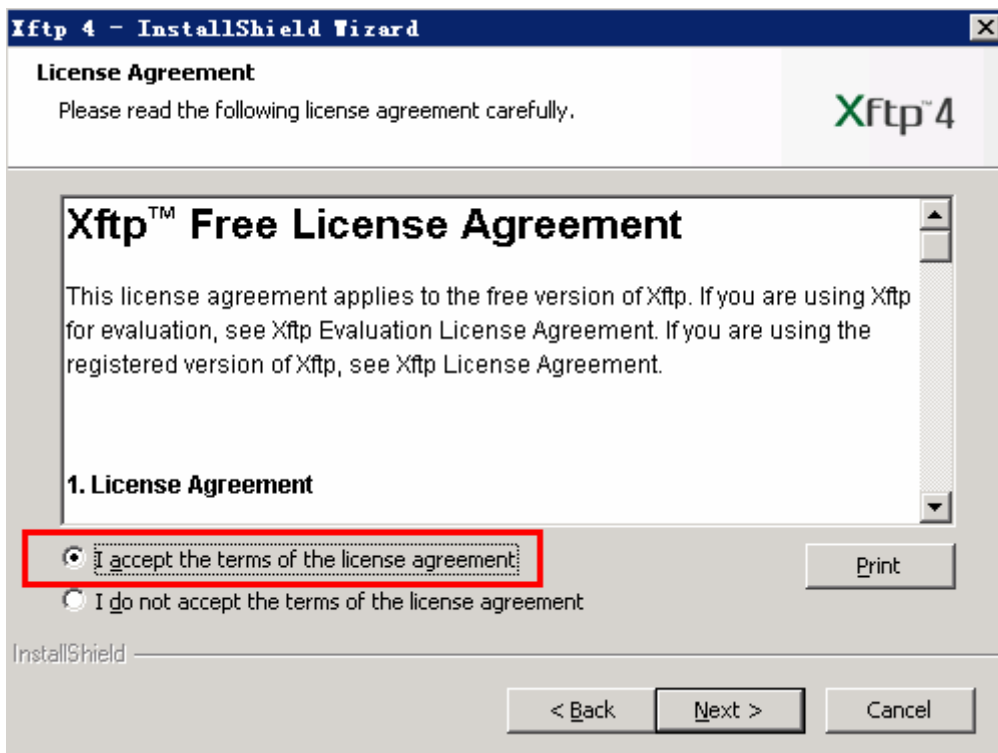 Xftp 4 - InstallShield Wizard
License Agreement
Please read the following license agreement carefully.
Xftp™4
Xftp™ Free License Agreement
This license agreement applies to the free version of Xftp. If you are using Xftp
for evaluation, see Xftp Evaluation License Agreement. If you are using the
registered version of Xftp, see Xftp License Agreement.
1. License Agreement
I accept the terms of the license agreement
Print
I do not accept the terms of the license agreement
InstallShield
< Back
Next >
Cancel